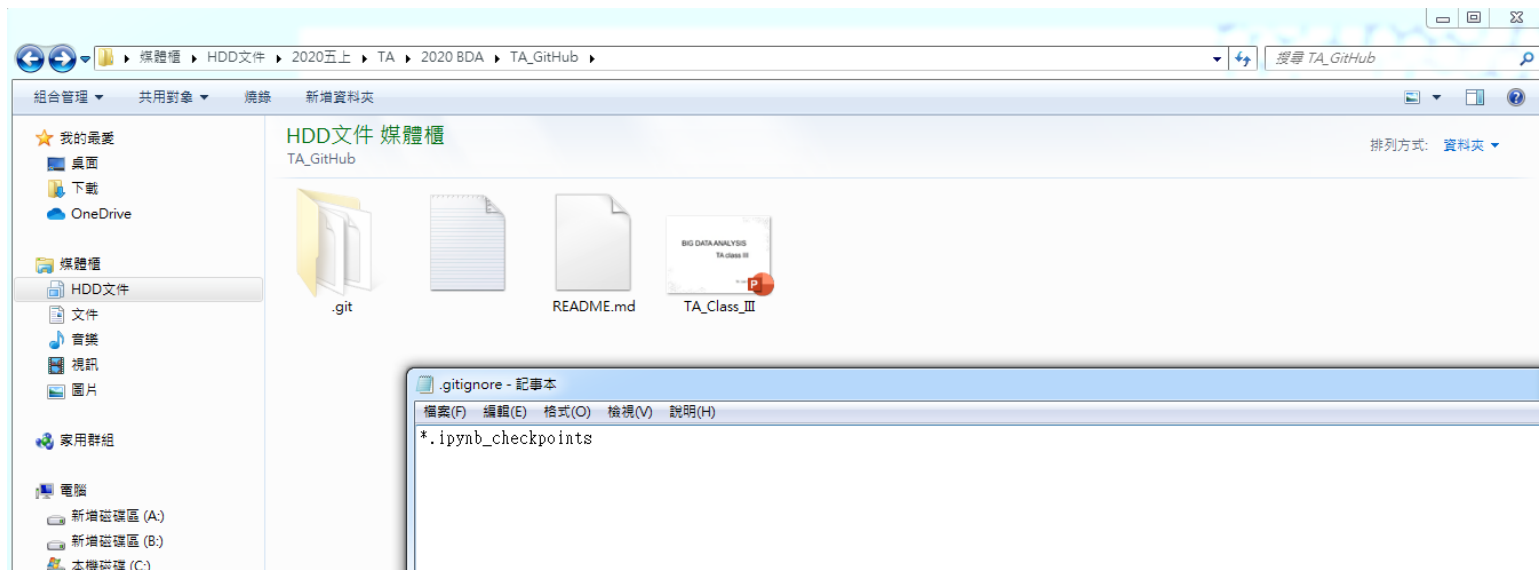 媒體櫃 HDD文件 2020五上 TA 2020 BDA TA_GitHub
搜尋 TA_GitHub
組合管理 共用對象 燒錄 新增資料夾
我的最愛
桌面
下載
OneDrive
媒體櫃
HDD文件
文件
音樂
視訊
圖片
家用群組
電腦
新增磁碟區 (A:)
新增磁碟區 (B:)
本機磁碟 (C:)
HDD文件 媒體櫃
TA_GitHub
排列方式: 資料夾
BIG DATA ANALYSIS
TA class III
P
.git
README.md
TA_Class_Ⅲ
.gitignore - 記事本
檔案(F) 編輯(E) 格式(O) 檢視(V) 說明(H)
*.ipynb_checkpoints